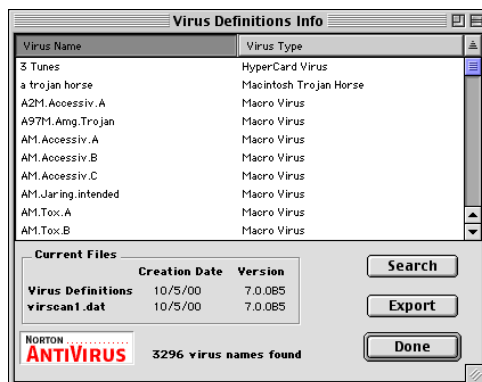 Virus Definitions Info
Virus Name Virus Type
3 Tunes HyperCard Virus
a trojan horse Macintosh Trojan Horse
A2M.Accessiv.A Macro Virus
A97M.Amg.Trojan Macro Virus
AM.Accessiv.A Macro Virus
AM.Accessiv.B Macro Virus
AM.Accessiv.C Macro Virus
AM.Jaring.intended Macro Virus
AM.Tox.A Macro Virus
AM.Tox.B Macro Virus
Current Files
Creation Date Version
Virus Definitions 10/5/00 7.0.0B5
virscan1.dat 10/5/00 7.0.0B5
Search
Export
Done
NORTON
ANTIVIRUS
3296 virus names found